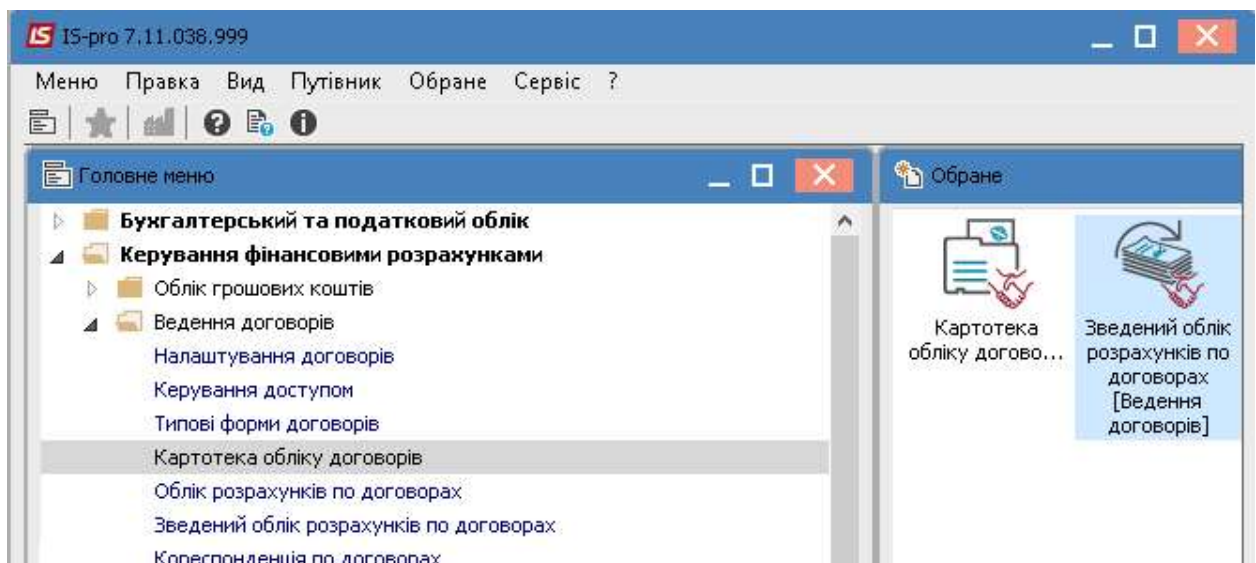 IS IS-pro 7.11.038.999
Меню Правка Вид Путівник Обране Сервіс ?
Головне меню
Бухгалтерський та податковий облік
Керування фінансовими розрахунками
Облік грошових коштів
Ведення договорів
Налаштування договорів
Керування доступом
Типові форми договорів
Картотека обліку договорів
Облік розрахунків по договорах
Зведений облік розрахунків по договорах
Кореспонденція по договорах
Обране
Картотека
обліку догово...
Зведений облік
розрахунків по
договорах
[Ведення
договорів]